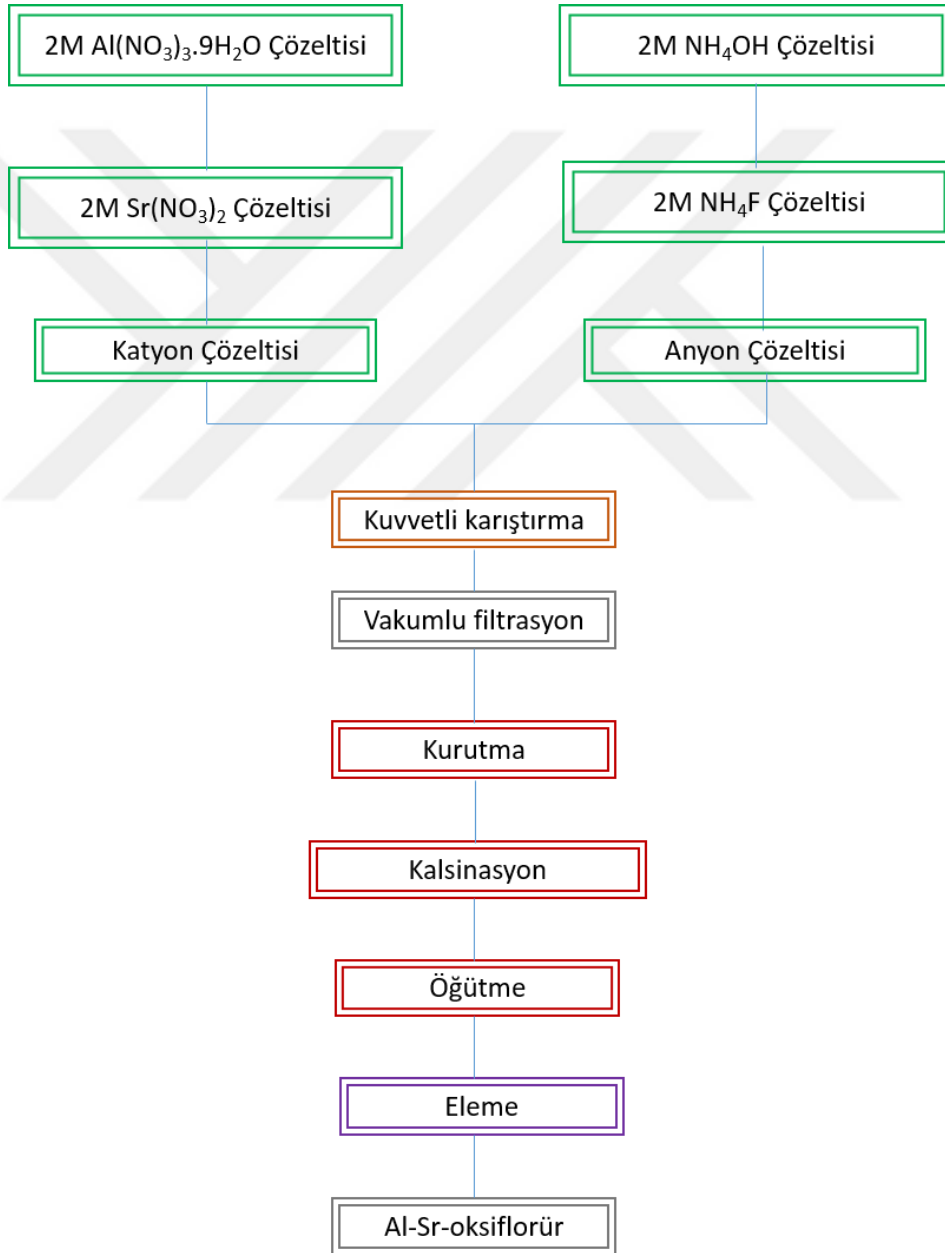 2M Al(NO₃)₃.9H₂O Çözeltisi
2M NH₄OH Çözeltisi
2M Sr(NO₃)₂ Çözeltisi
2M NH₄F Çözeltisi
Katyon Çözeltisi
Anyon Çözeltisi
Kuvvetli karıştırma
Vakumlu filtrasyon
Kurutma
Kalsinasyon
Öğütme
Eleme
Al-Sr-oksiflorür